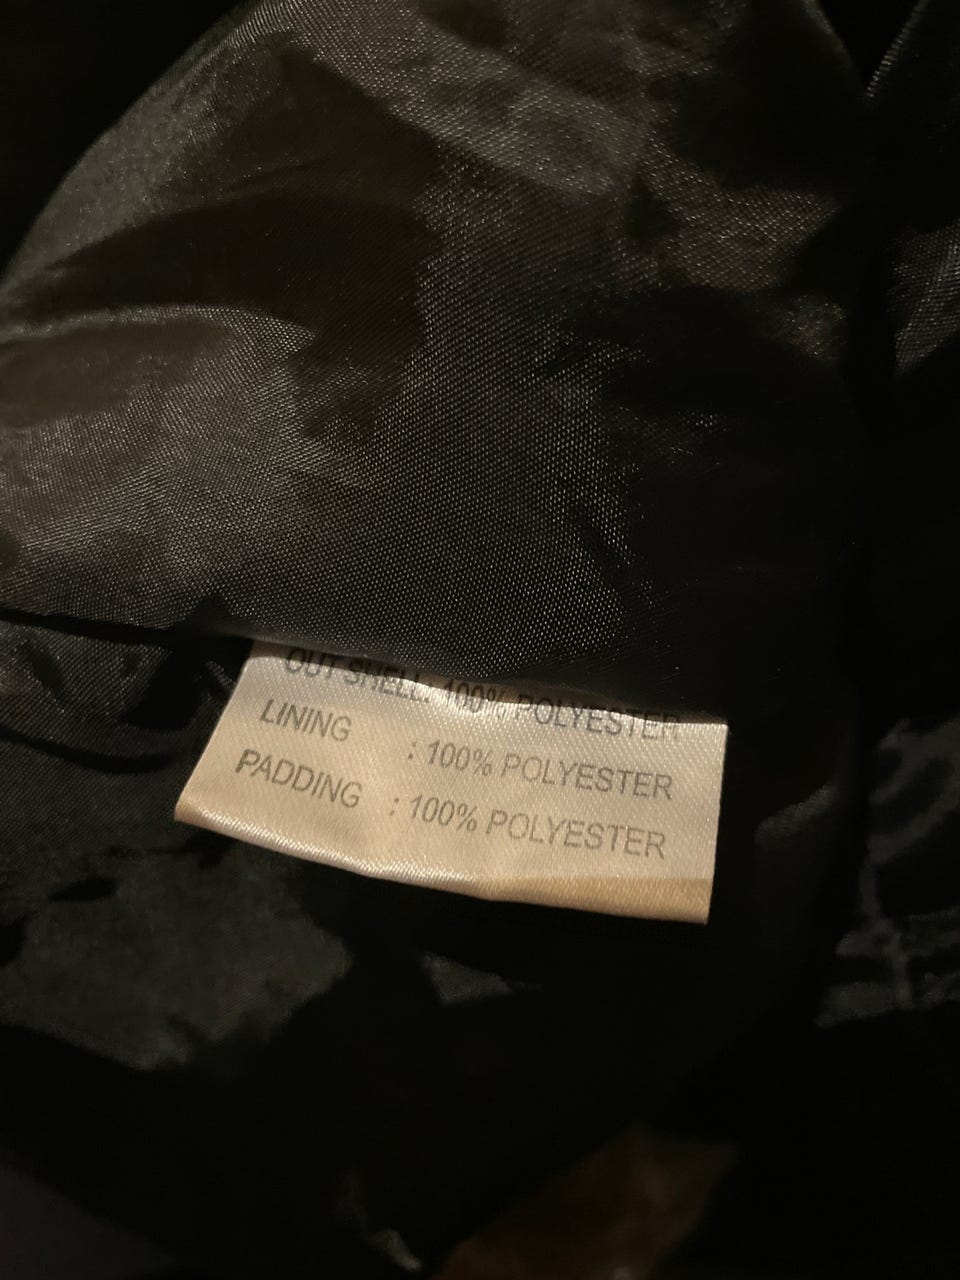 OUT SHELL: 100% POLYESTER
LINING : 100% POLYESTER
PADDING : 100% POLYESTER